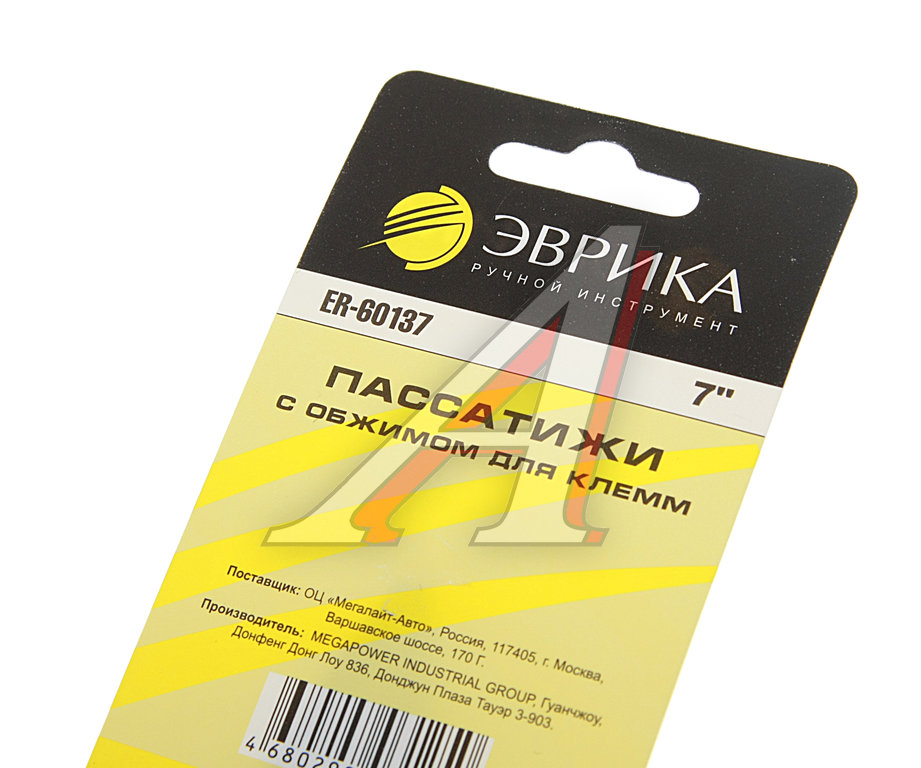 ЭВРИКА
РУЧНОЙ ИНСТРУМЕНТ
ER-60137
7"
ПАССАТИЖИ
С ОБЖИМОМ ДЛЯ КЛЕММ
Поставщик: ОЦ «Мегалайт-Авто», Россия, 117405, г. Москва,
Варшавское шоссе, 170 Г.
Производитель: MEGAPOWER INDUSTRIAL GROUP, Гуанчжоу,
Донфенг Донг Лоу 836, Донджун Плаза Тауэр 3-903.